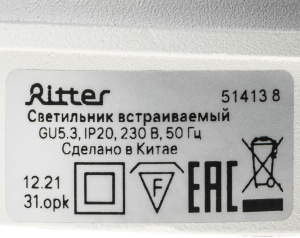 Ritter 51413 8
Светильник встраиваемый
GU5.3, IP20, 230 В, 50 Гц
Сделано в Китае
12.21
31.opk
F
EAC